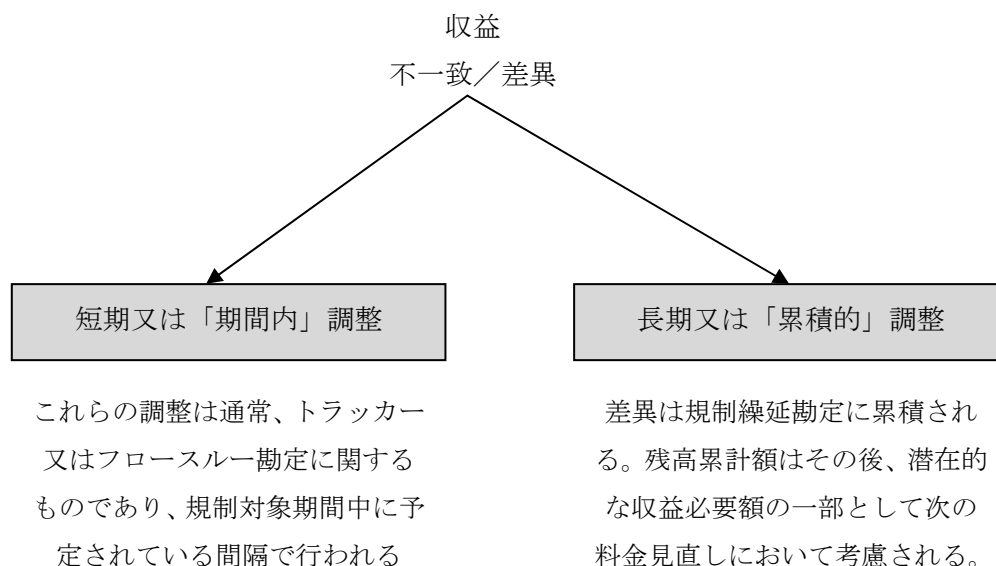 収益
不一致／差異
短期又は「期間内」調整
長期又は「累積的」調整
これらの調整は通常、トラッカー
又はフロースルー勘定に関する
ものであり、規制対象期間中に予
定されている間隔で行われる
差異は規制繰延勘定に累積され
る。残高累計額はその後、潜在的
な収益必要額の一部として次の
料金見直しにおいて考慮される。